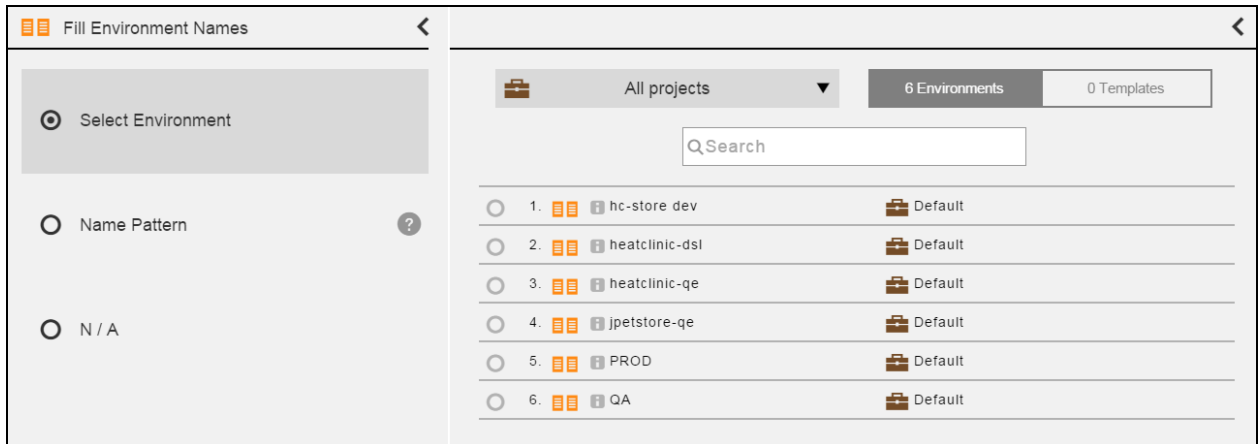 Fill Environment Names
Select Environment
Name Pattern
?
N / A
All projects
6 Environments
0 Templates
Search
1. hc-store dev Default
2. heatclinic-dsl Default
3. heatclinic-qe Default
4. jpetstore-qe Default
5. PROD Default
6. QA Default